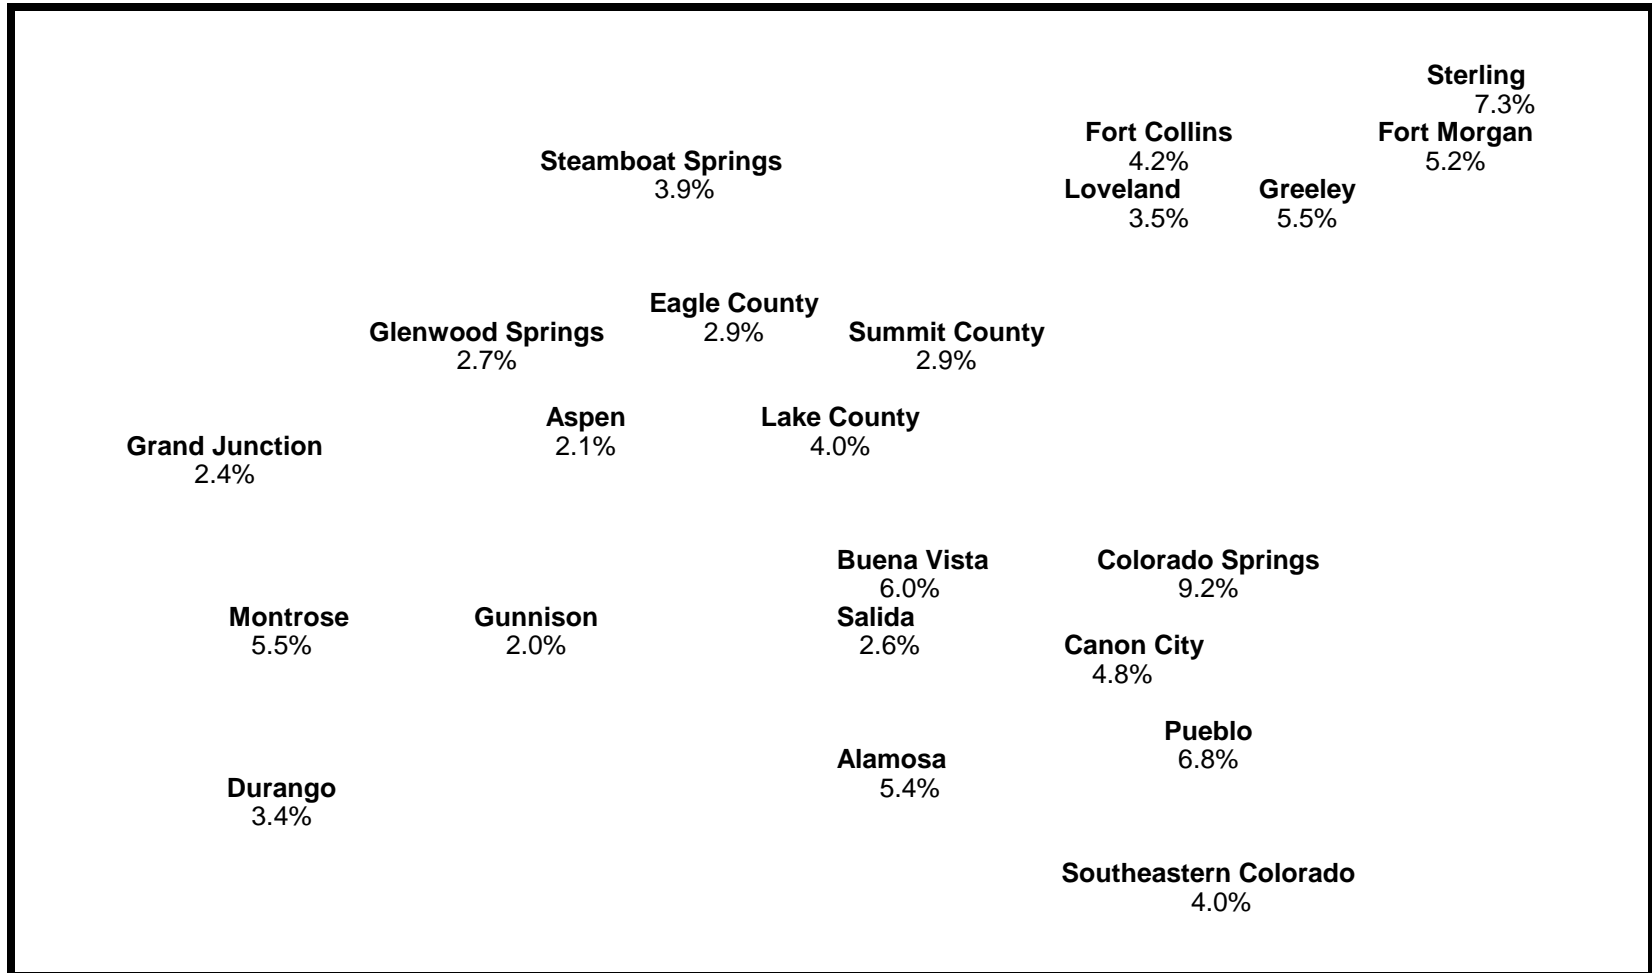 Sterling
7.3%
Fort Collins
4.2%
Fort Morgan
5.2%
Steamboat Springs
3.9%
Loveland
3.5%
Greeley
5.5%
Eagle County
2.9%
Glenwood Springs
2.7%
Summit County
2.9%
Aspen
2.1%
Lake County
4.0%
Grand Junction
2.4%
Buena Vista
6.0%
Colorado Springs
9.2%
Montrose
5.5%
Gunnison
2.0%
Salida
2.6%
Canon City
4.8%
Pueblo
6.8%
Alamosa
5.4%
Durango
3.4%
Southeastern Colorado
4.0%